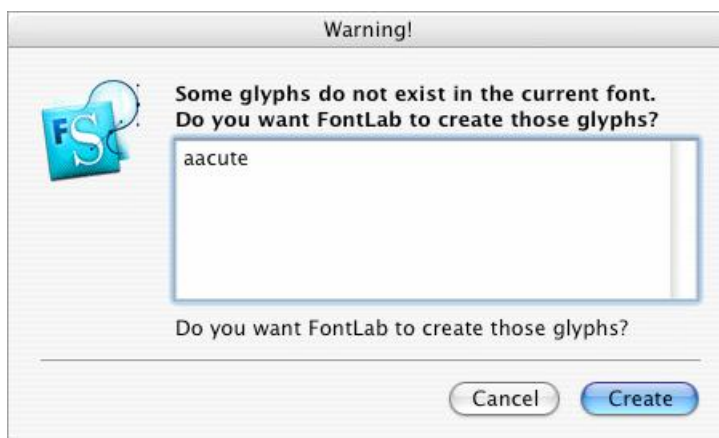 Warning!
FS
Some glyphs do not exist in the current font.
Do you want FontLab to create those glyphs?
aacute
Do you want FontLab to create those glyphs?
Cancel Create